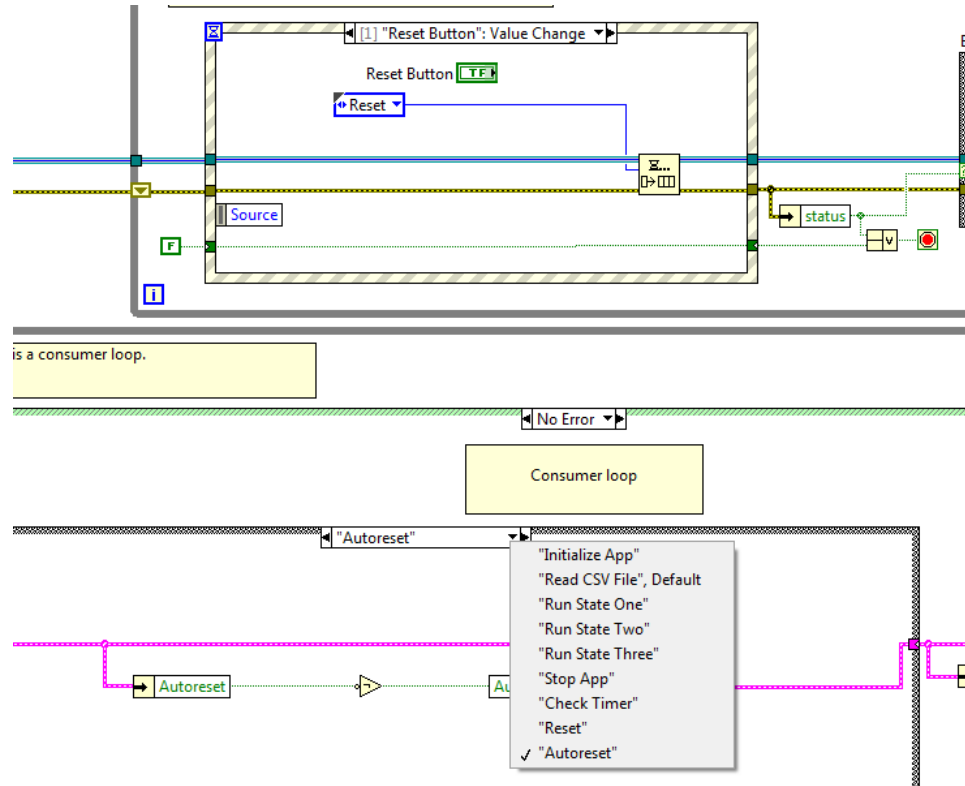 [1] "Reset Button": Value Change
Reset Button TF
Reset
Source
status
F
v
i
is a consumer loop.
No Error
Consumer loop
"Autoreset"
"Initialize App"
"Read CSV File", Default
"Run State One"
"Run State Two"
"Run State Three"
"Stop App"
"Check Timer"
"Reset"
"Autoreset"
Autoreset